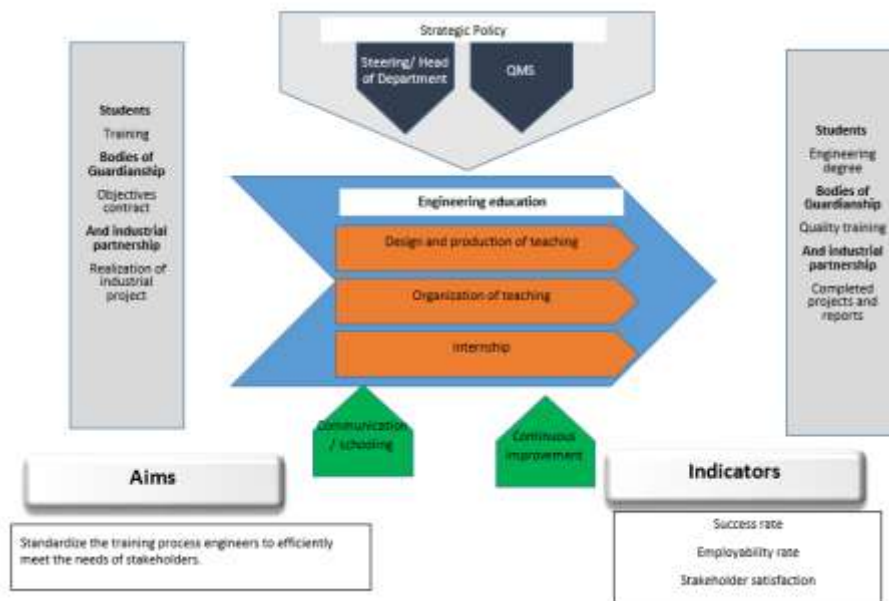 Strategic Policy
Steering/ Head
of Department
QMS
Students
Training
Bodies of
Guardianship
Objectives
contract
And industrial
partnership
Realization of
industrial
project
Engineering education
Design and production of teaching
Organization of teaching
Internship
Students
Engineering
degree
Bodies of
Guardianship
Quality training
And industrial
partnership
Completed
projects and
reports
Communication
/ schooling
Continuous
improvement
Aims
Standardize the training process engineers to efficiently
meet the needs of stakeholders.
Indicators
Success rate
Employability rate
Stakeholder satisfaction